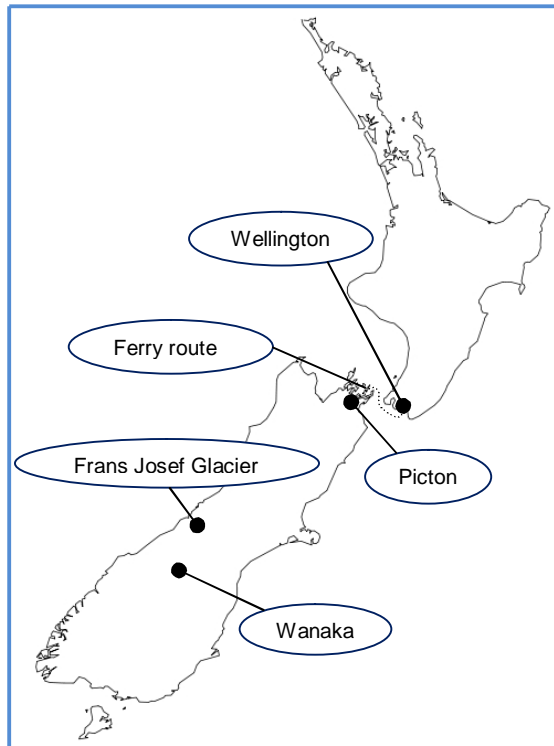 Wellington
Ferry route
Frans Josef Glacier
Picton
Wanaka